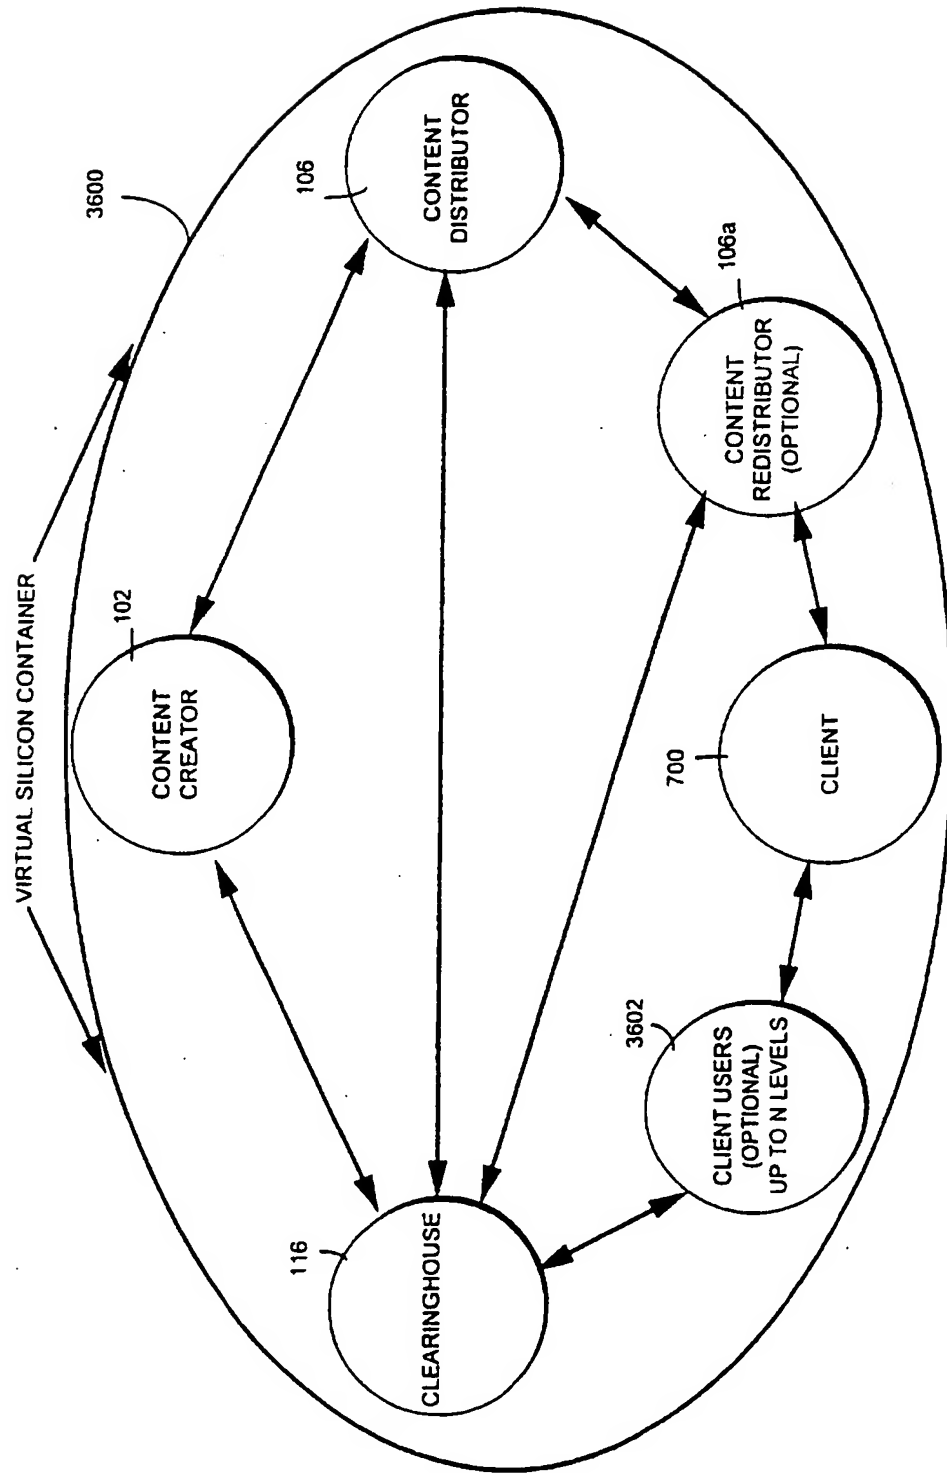 VIRTUAL SILICON CONTAINER
3600
102
CONTENT
CREATOR
106
CONTENT
DISTRIBUTOR
116
CLEARINGHOUSE
106a
CONTENT
REDISTRIBUTOR
(OPTIONAL)
3602
CLIENT USERS
(OPTIONAL)
UP TO N LEVELS
700
CLIENT